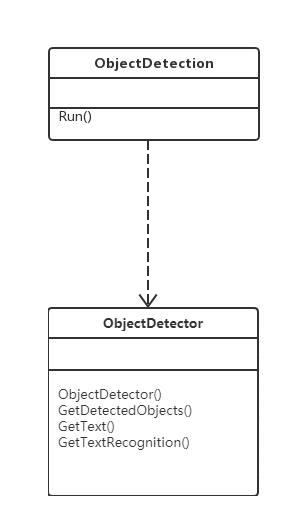 ObjectDetection
Run()
ObjectDetector
ObjectDetector()
GetDetectedObjects()
GetText()
GetTextRecognition()